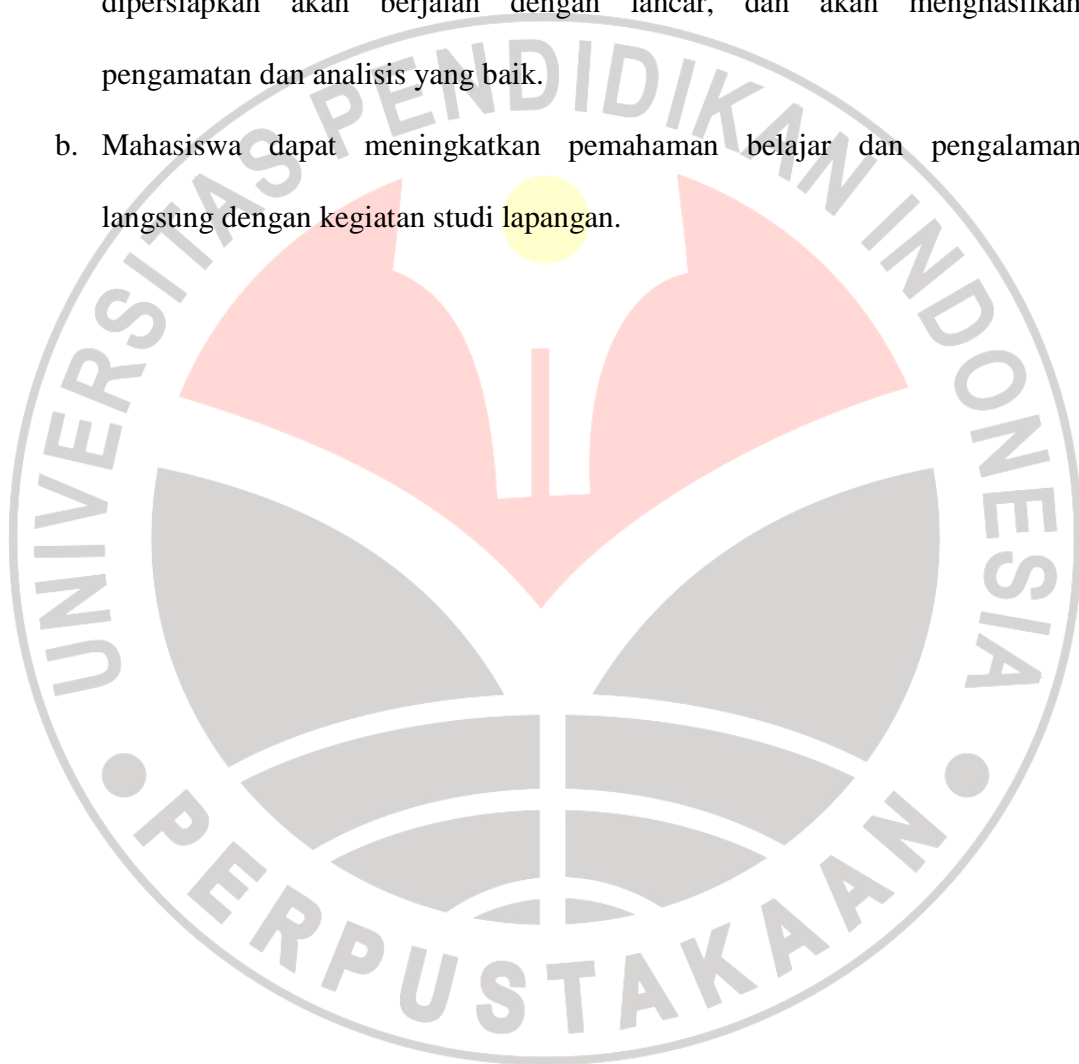 dipersiapkan akan berjalan dengan lancar, dan akan menghasilkan
pengamatan dan analisis yang baik.
b. Mahasiswa dapat meningkatkan pemahaman belajar dan pengalaman
langsung dengan kegiatan studi lapangan.
UNIVERSITAS PENDIDIKAN INDONESIA
PERPUSTAKAAN